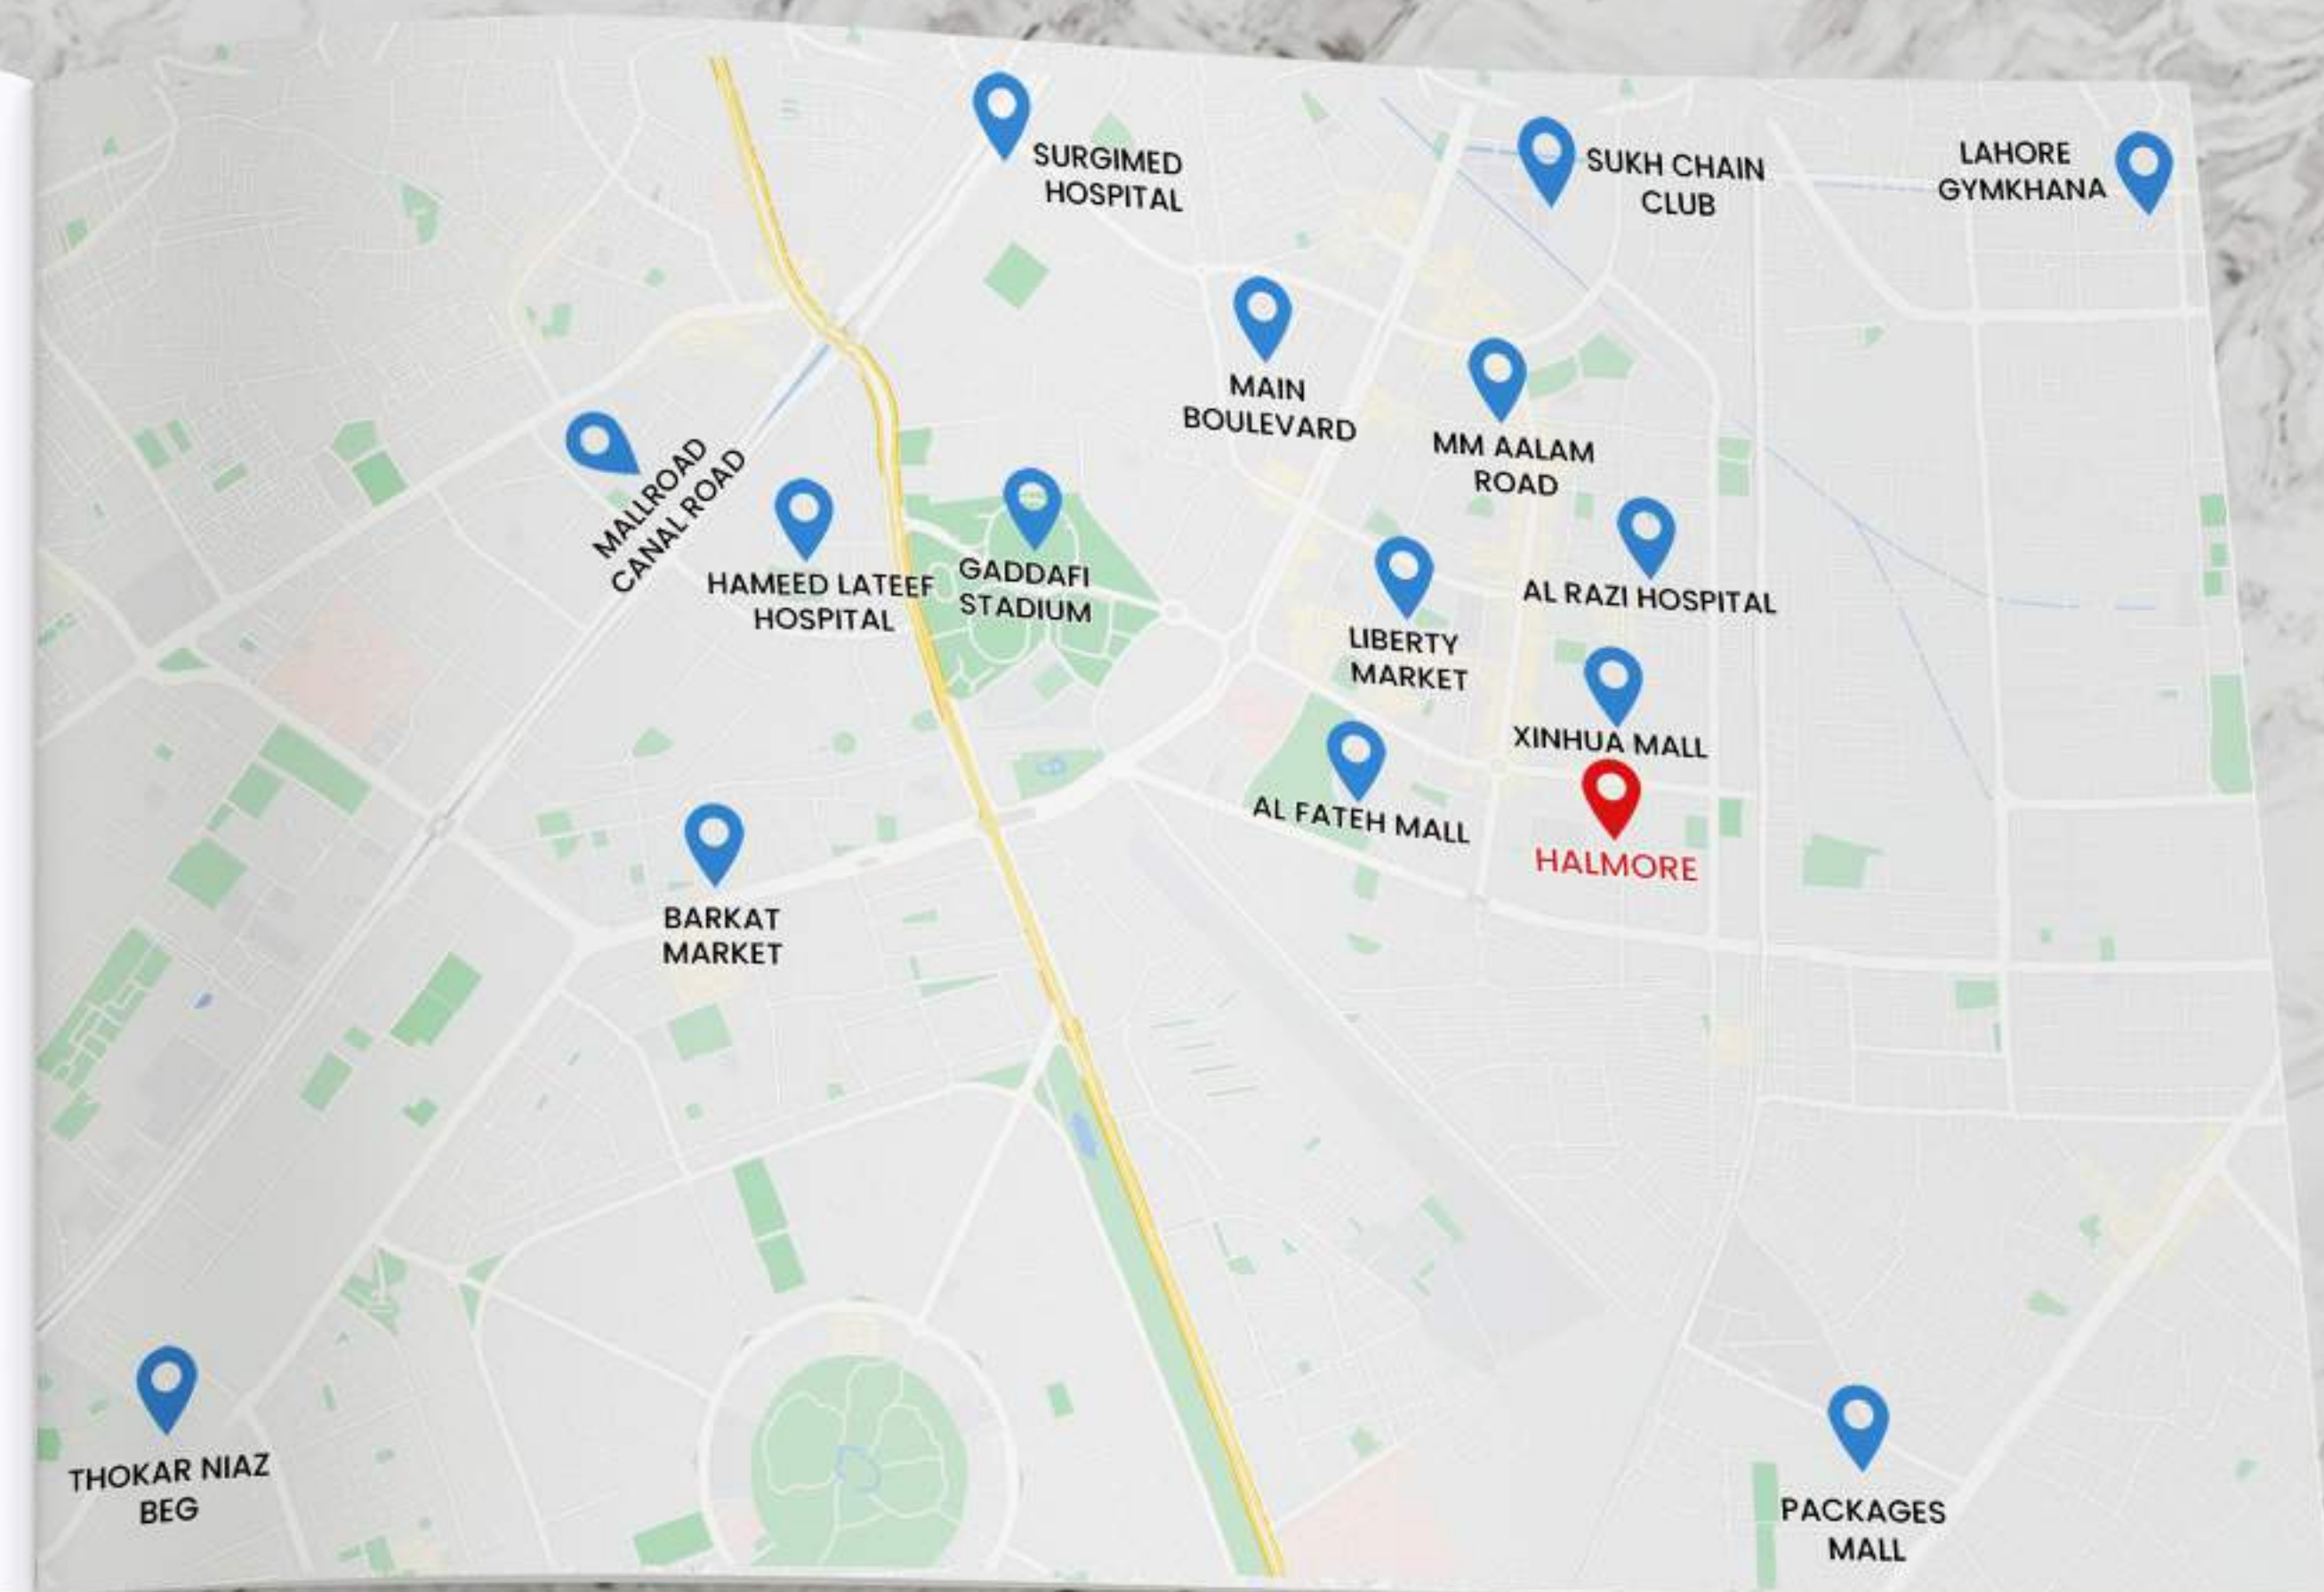 SURGIMED
HOSPITAL
SUKH CHAIN
CLUB
LAHORE
GYMKHANA
MAIN
BOULEVARD
MM AALAM
ROAD
MALLROAD
CANAL ROAD
HAMEED LATEEF
HOSPITAL
GADDAFI
STADIUM
AL RAZI HOSPITAL
LIBERTY
MARKET
XINHUA MALL
AL FATEH MALL
HALMORE
BARKAT
MARKET
THOKAR NIAZ
BEG
PACKAGES
MALL